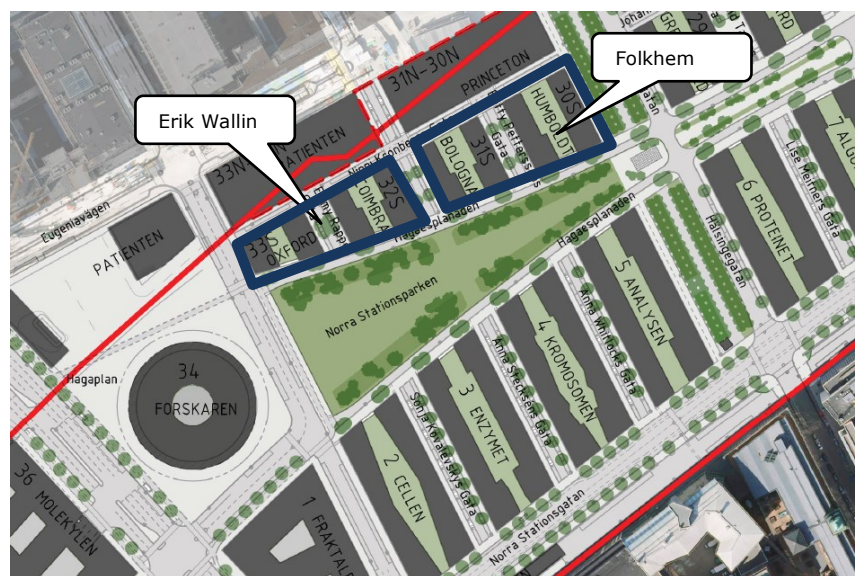 Folkhem
Erik Wallin
31N-30N
PRINCETON
PATIENTEN
30S
HUMBOLDT
31S
BOLOGNA
32S
COIMBRA
33S
OXFORD
Hagaesplanaden
Hagaesplanaden
Norra Stationsparken
Eugeniavägen
PATIENTEN
Hagaplan
34
FORSKAREN
36 MOLEKYLEN
1 FRAKTAL
2 CELLEN
Sonja Kovalevskys Gata
3 ENZYMET
Anna Steckséns Gata
4 KROMOSOMEN
Anna Whitlocks Gata
5 ANALYSEN
Hälsingegatan
6 PROTEINET
Lise Meitners Gata
7 ALGO
Norra Stationsgatan